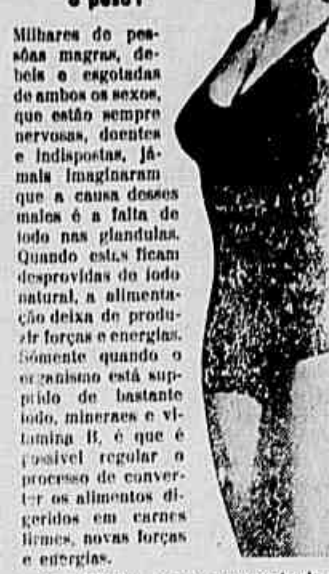 o peso?
Milhares de pes-
sôas magras, de-
beis e esgotadas
de ambos os sexos,
que estão sempre
nervosas, doentes
e indispostas, já-
mais imaginaram
que a causa desses
males é a falta de
iodo nas glandulas.
Quando estas ficam
desprovidas de iodo
natural, a alimenta-
ção deixa de produ-
zir forças e energias.
Sómente quando o
organismo está sup-
prido de bastante
iodo, mineraes e vi-
tamina B, é que é
possivel regular o
processo de conver-
ter os alimentos di-
geridos em carnes
firmes, novas forças
e energias.